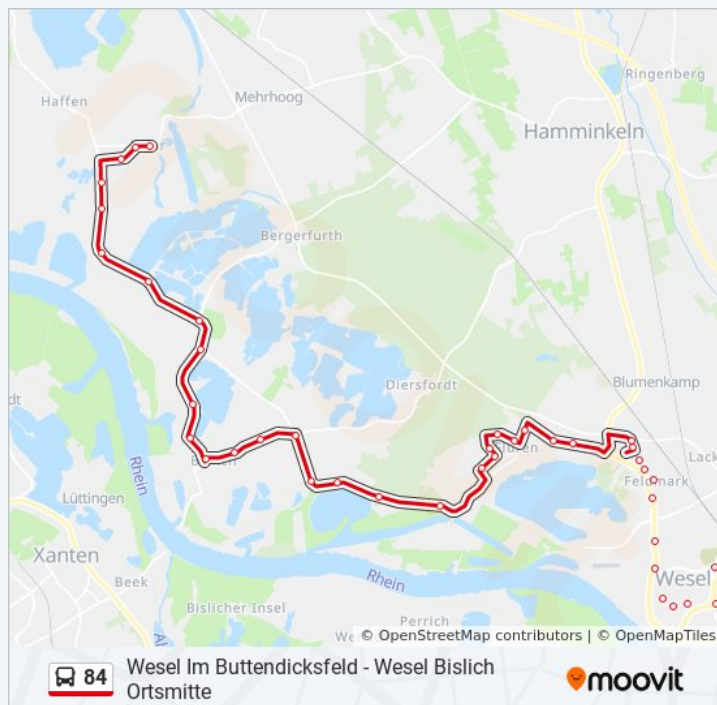 Haffen
Mehrhoog
Ringenberg
Hamminkeln
Bergerfurth
Diersfordt
Blumenkamp
Lack
Feldmark
Rhein
Lüttingen
Xanten
Beek
Bislicher Insel
Rhein
Perrich
Wesel
© OpenStreetMap contributors | © OpenMapTiles
84
Wesel Im Buttendicksfeld - Wesel Bislich
Ortsmitte
moovit